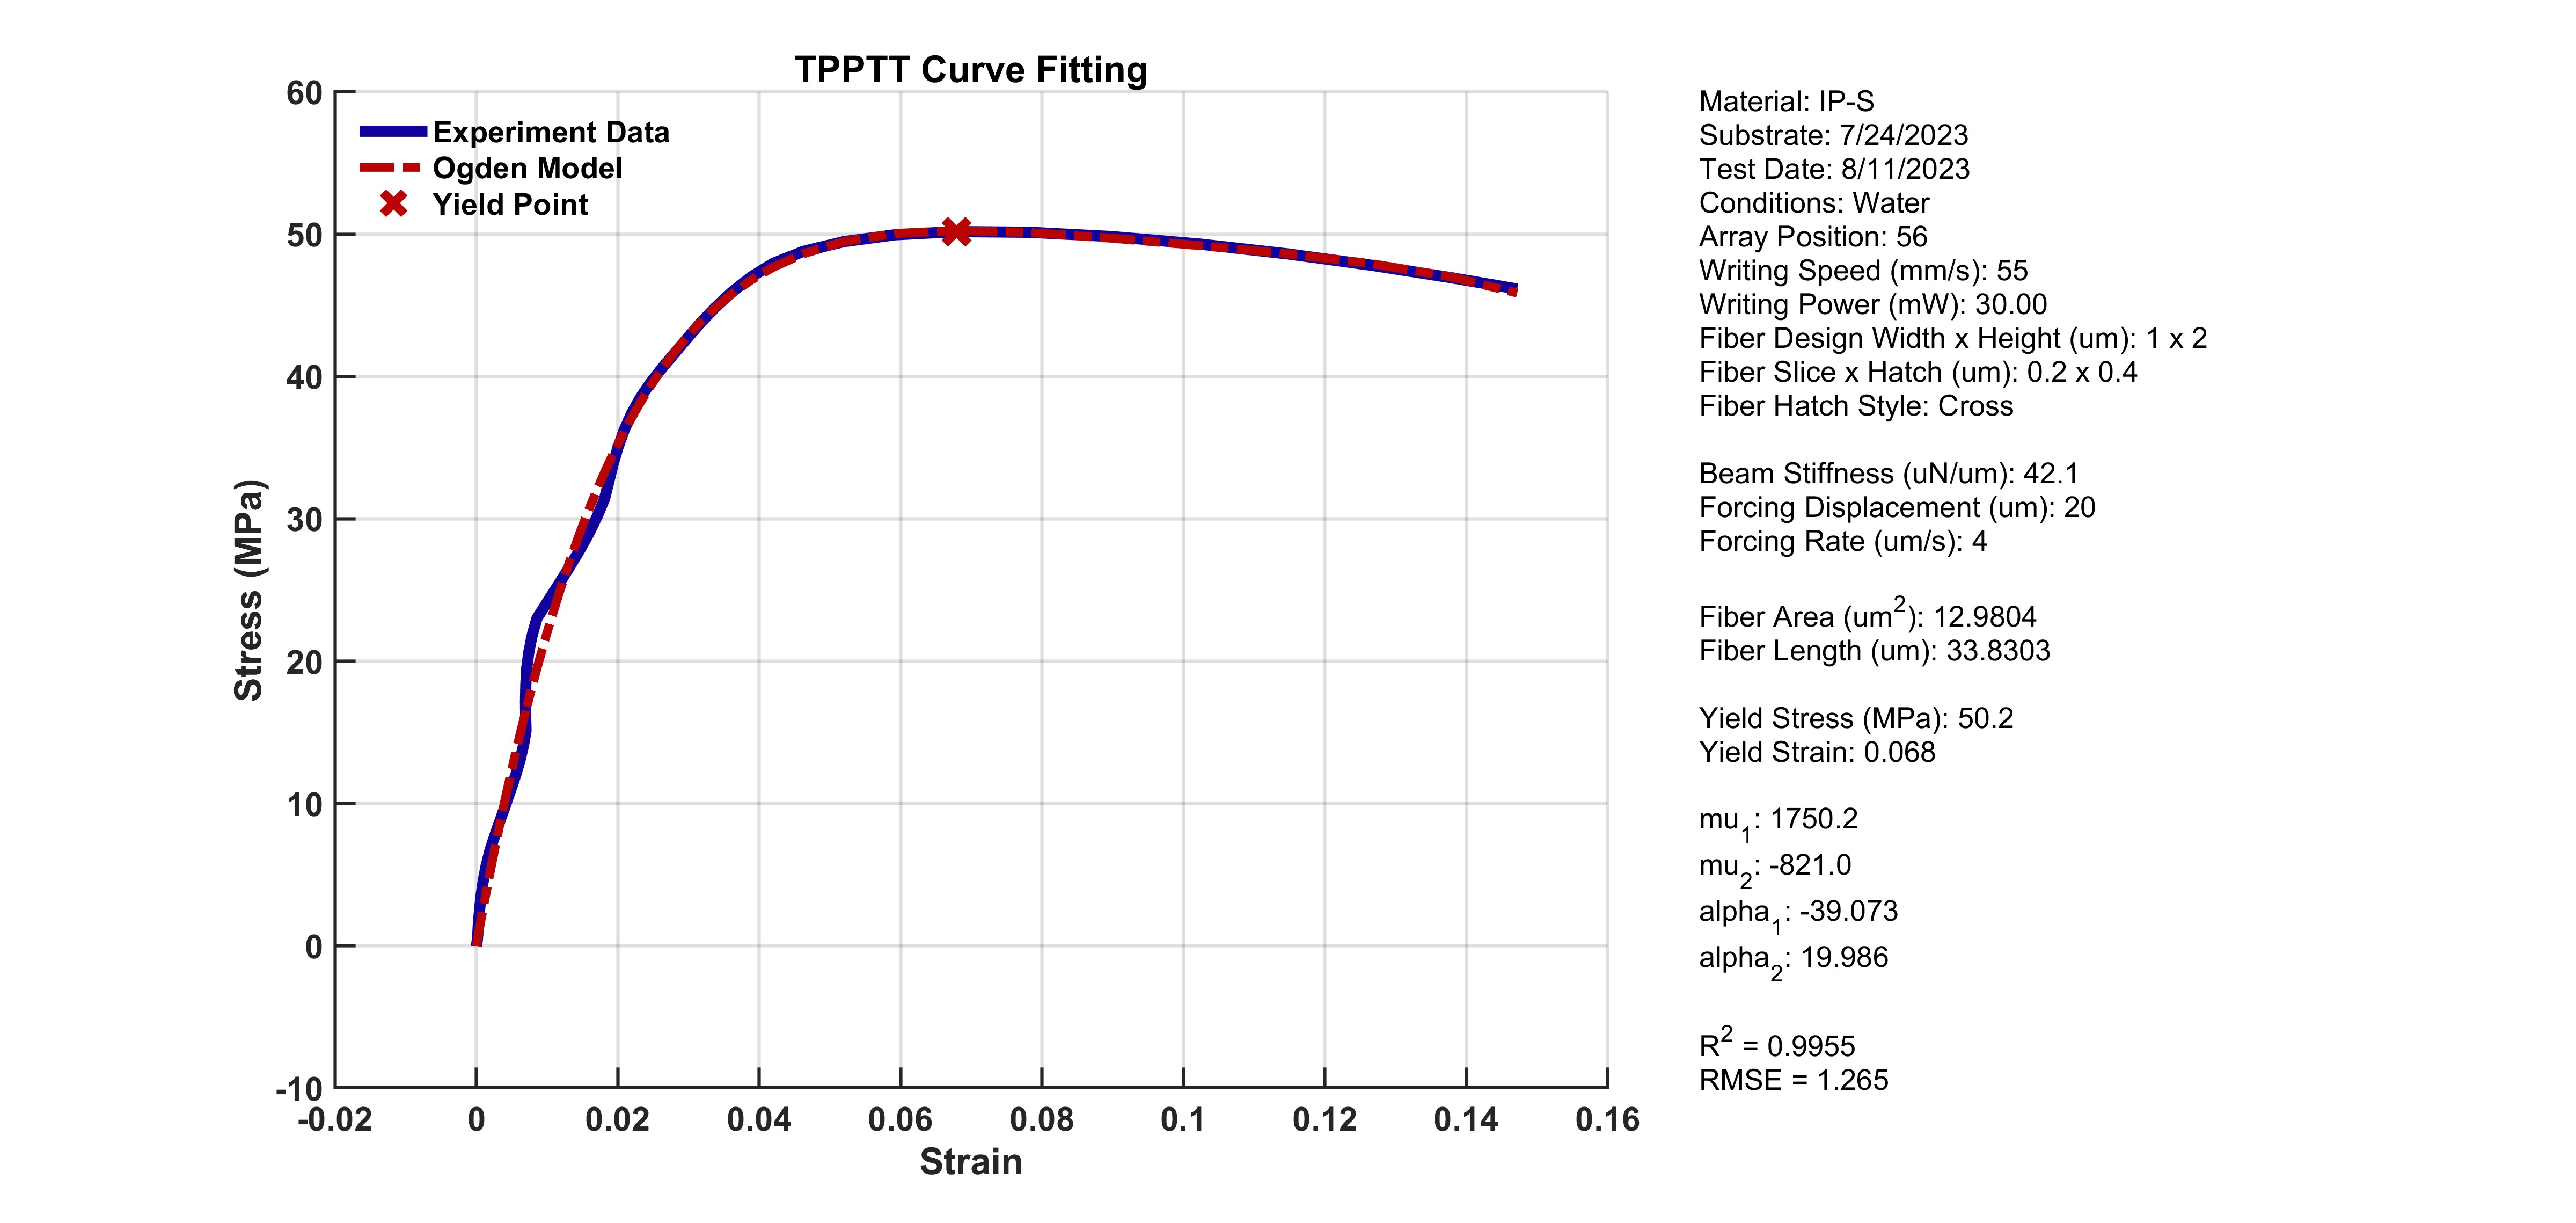 TPPTT Curve Fitting
60
50
40
30
20
10
0
-10
Stress (MPa)
Experiment Data
Ogden Model
Yield Point
-0.02 0 0.02 0.04 0.06 0.08 0.1 0.12 0.14 0.16
Strain
Material: IP-S
Substrate: 7/24/2023
Test Date: 8/11/2023
Conditions: Water
Array Position: 56
Writing Speed (mm/s): 55
Writing Power (mW): 30.00
Fiber Design Width x Height (um): 1 x 2
Fiber Slice x Hatch (um): 0.2 x 0.4
Fiber Hatch Style: Cross
Beam Stiffness (uN/um): 42.1
Forcing Displacement (um): 20
Forcing Rate (um/s): 4
Fiber Area (um²): 12.9804
Fiber Length (um): 33.8303
Yield Stress (MPa): 50.2
Yield Strain: 0.068
mu₁: 1750.2
mu₂: -821.0
alpha₁: -39.073
alpha₂: 19.986
R² = 0.9955
RMSE = 1.265